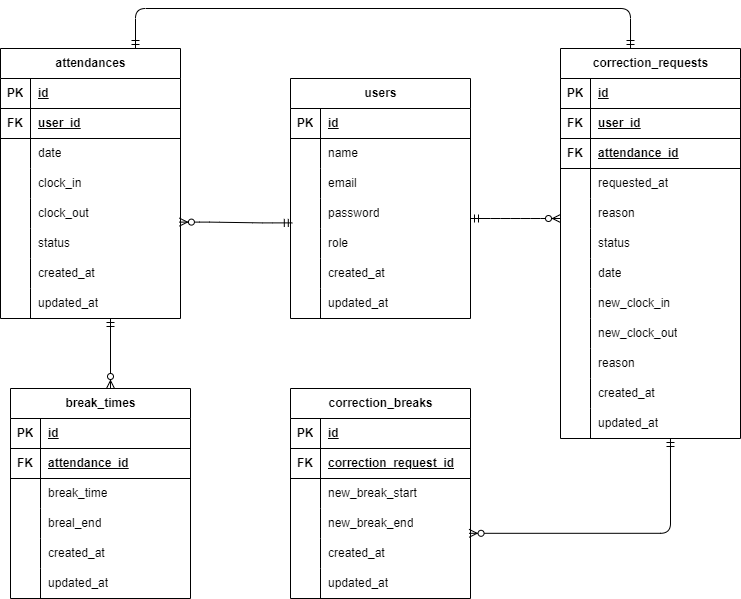 attendances
PK id
FK user_id
date
clock_in
clock_out
status
created_at
updated_at
users
PK id
name
email
password
role
created_at
updated_at
correction_requests
PK id
FK user_id
FK attendance_id
requested_at
reason
status
date
new_clock_in
new_clock_out
reason
created_at
updated_at
break_times
PK id
FK attendance_id
break_time
breal_end
created_at
updated_at
correction_breaks
PK id
FK correction_request_id
new_break_start
new_break_end
created_at
updated_at